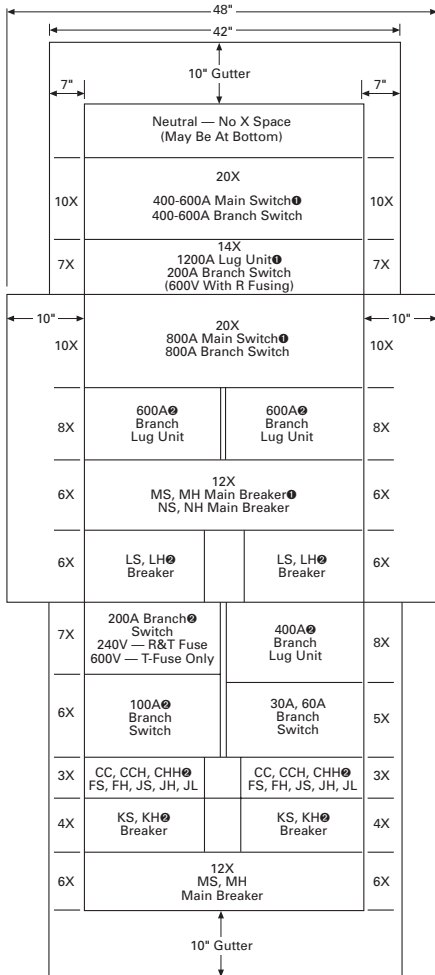 48"
42"
7" 10" Gutter 7"
Neutral — No X Space
(May Be At Bottom)
20X
10X 400-600A Main Switch❶ 10X
400-600A Branch Switch
14X
7X 1200A Lug Unit❶ 7X
200A Branch Switch
(600V With R Fusing)
10" 20X 10"
10X 800A Main Switch❶ 10X
800A Branch Switch
600A❷ 600A❷
8X Branch Branch 8X
Lug Unit Lug Unit
12X
6X MS, MH Main Breaker❶ 6X
NS, NH Main Breaker
6X LS, LH❷ LS, LH❷ 6X
Breaker Breaker
7X 200A Branch❷ 400A❷ 8X
Switch Branch
240V — R&T Fuse Lug Unit
600V — T-Fuse Only
6X 100A❷ 30A, 60A 5X
Branch Branch
Switch Switch
3X CC, CCH, CHH❷ CC, CCH, CHH❷ 3X
FS, FH, JS, JH, JL FS, FH, JS, JH, JL
4X KS, KH❷ KS, KH❷ 4X
Breaker Breaker
12X
6X MS, MH 6X
Main Breaker
10" Gutter